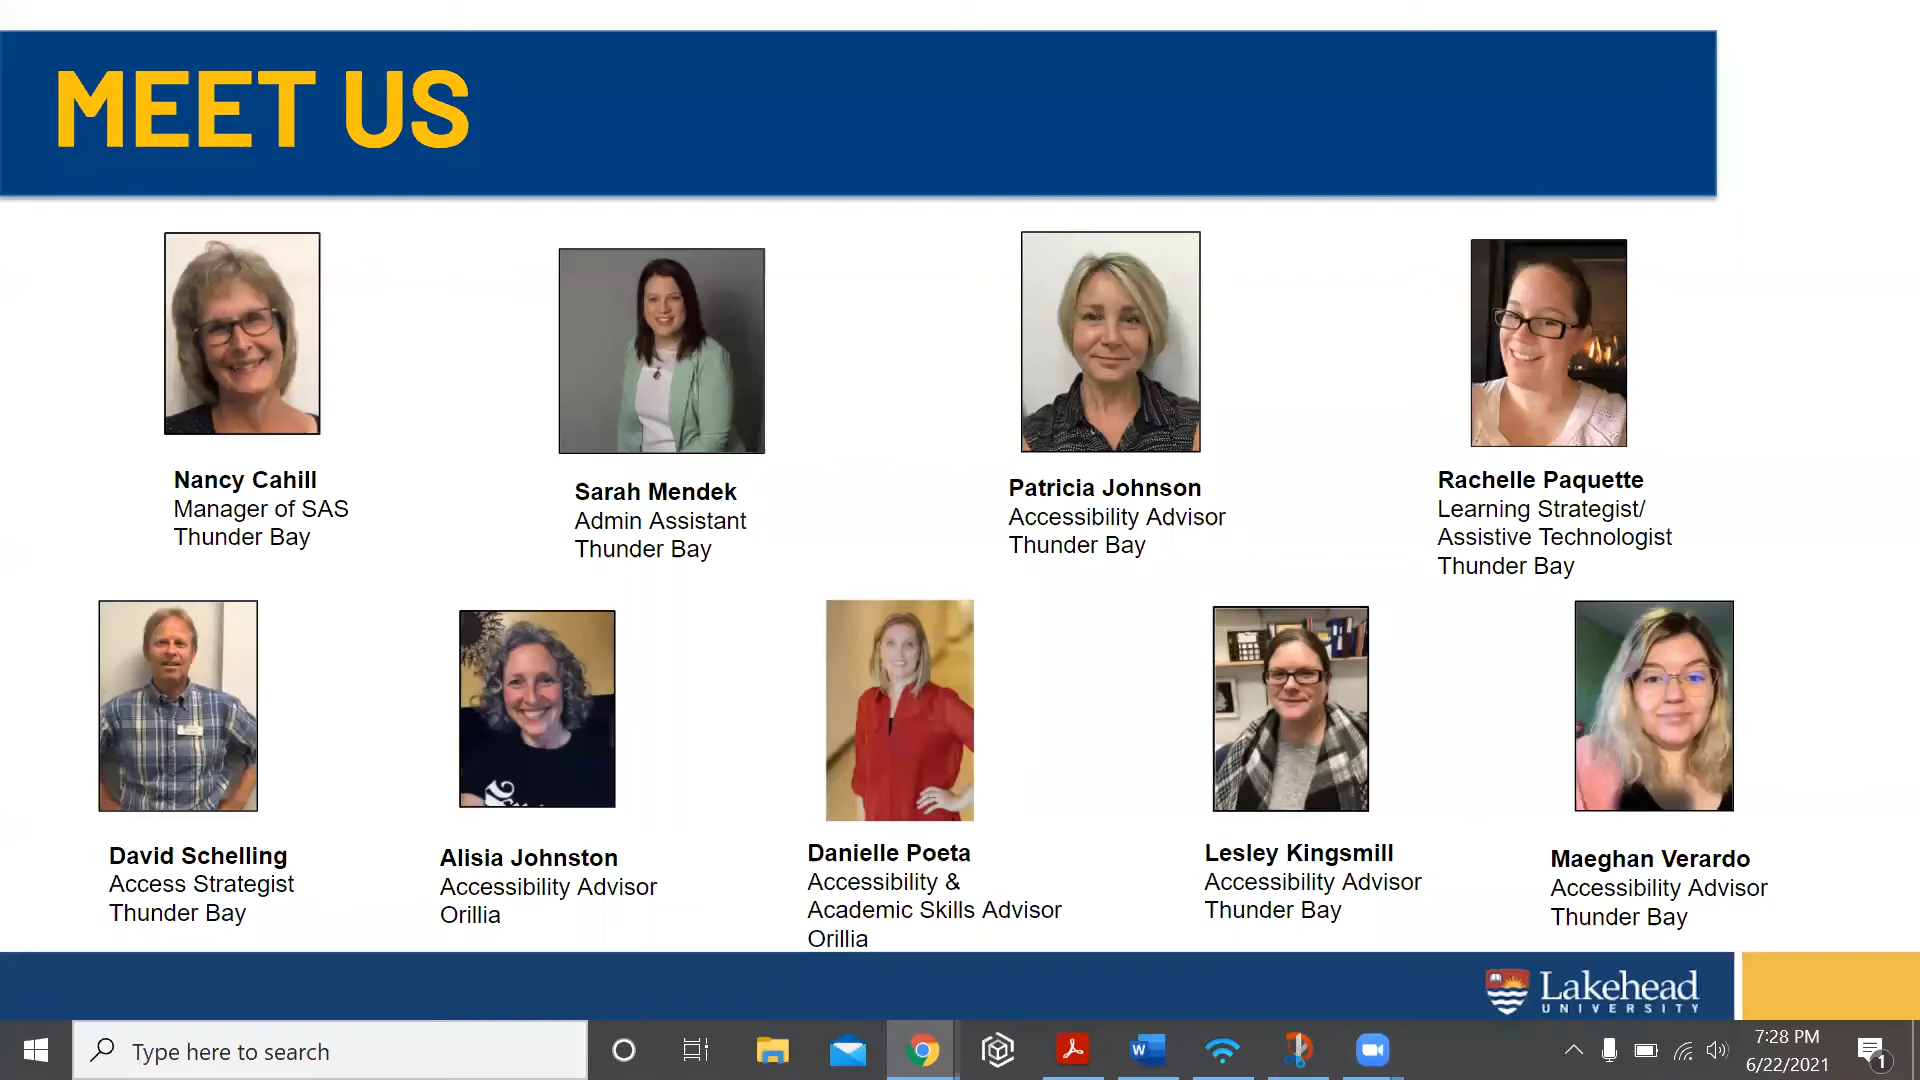 MEET US
Nancy Cahill
Manager of SAS
Thunder Bay
Sarah Mendek
Admin Assistant
Thunder Bay
Patricia Johnson
Accessibility Advisor
Thunder Bay
Rachelle Paquette
Learning Strategist/
Assistive Technologist
Thunder Bay
David Schelling
Access Strategist
Thunder Bay
Alisia Johnston
Accessibility Advisor
Orillia
Danielle Poeta
Accessibility &
Academic Skills Advisor
Orillia
Lesley Kingsmill
Accessibility Advisor
Thunder Bay
Maeghan Verardo
Accessibility Advisor
Thunder Bay
Lakehead
UNIVERSITY
Type here to search
7:28 PM
6/22/2021
1